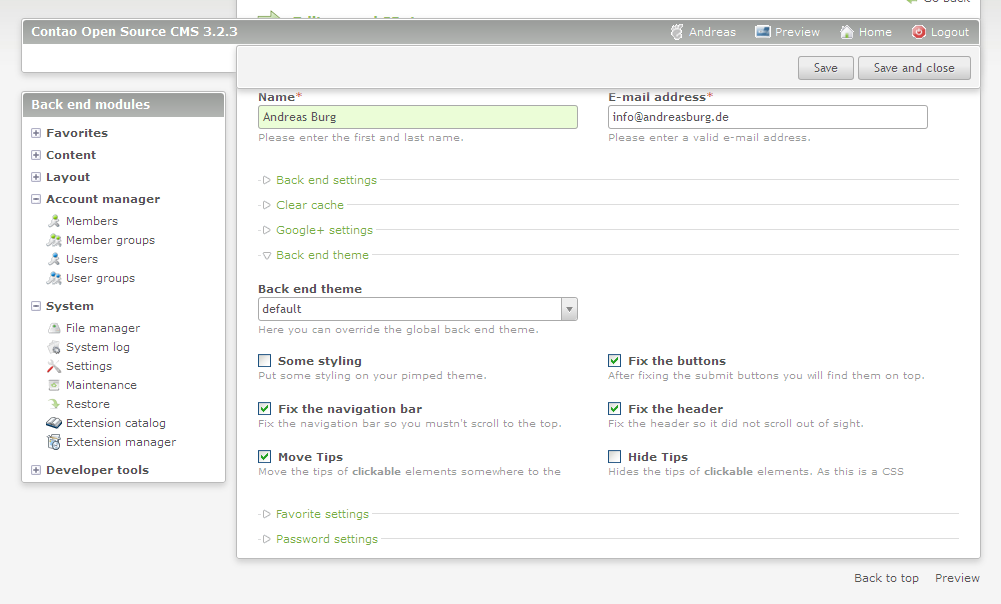 Go back
Contao Open Source CMS 3.2.3
Andreas
Preview
Home
Logout
Save
Save and close
Back end modules
Favorites
Content
Layout
Account manager
Members
Member groups
Users
User groups
System
File manager
System log
Settings
Maintenance
Restore
Extension catalog
Extension manager
Developer tools
Name*
Andreas Burg
Please enter the first and last name.
E-mail address*
info@andreasburg.de
Please enter a valid e-mail address.
Back end settings
Clear cache
Google+ settings
Back end theme
Back end theme
default
Here you can override the global back end theme.
Some styling
Put some styling on your pimped theme.
Fix the buttons
After fixing the submit buttons you will find them on top.
Fix the navigation bar
Fix the navigation bar so you mustn't scroll to the top.
Fix the header
Fix the header so it did not scroll out of sight.
Move Tips
Move the tips of clickable elements somewhere to the
Hide Tips
Hides the tips of clickable elements. As this is a CSS
Favorite settings
Password settings
Back to top
Preview